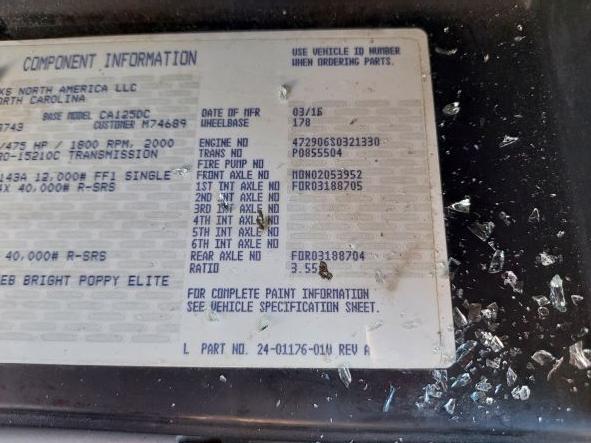 COMPONENT INFORMATION
USE VEHICLE ID NUMBER
WHEN ORDERING PARTS.
KS NORTH AMERICA LLC
ORTH CAROLINA
BASE MODEL CA125DC
3743 CUSTOMER M74689
/475 HP / 1800 RPM, 2000
RO-15210C TRANSMISSION
143A 12,000# FF1 SINGLE
4X 40,000# R-SRS
40,000# R-SRS
EB BRIGHT POPPY ELITE
DATE OF MFR 03/16
WHEELBASE 178
ENGINE NO 472906S0321330
TRANS NO P0855504
FIRE PUMP NO
FRONT AXLE NO MON02053952
1ST INT AXLE NO FOR03188705
2ND INT AXLE NO
3RD INT AXLE NO
4TH INT AXLE NO
5TH INT AXLE NO
6TH INT AXLE NO
REAR AXLE NO FOR03188704
RATIO 3.55
FOR COMPLETE PAINT INFORMATION
SEE VEHICLE SPECIFICATION SHEET.
L PART NO. 24-01176-010 REV A